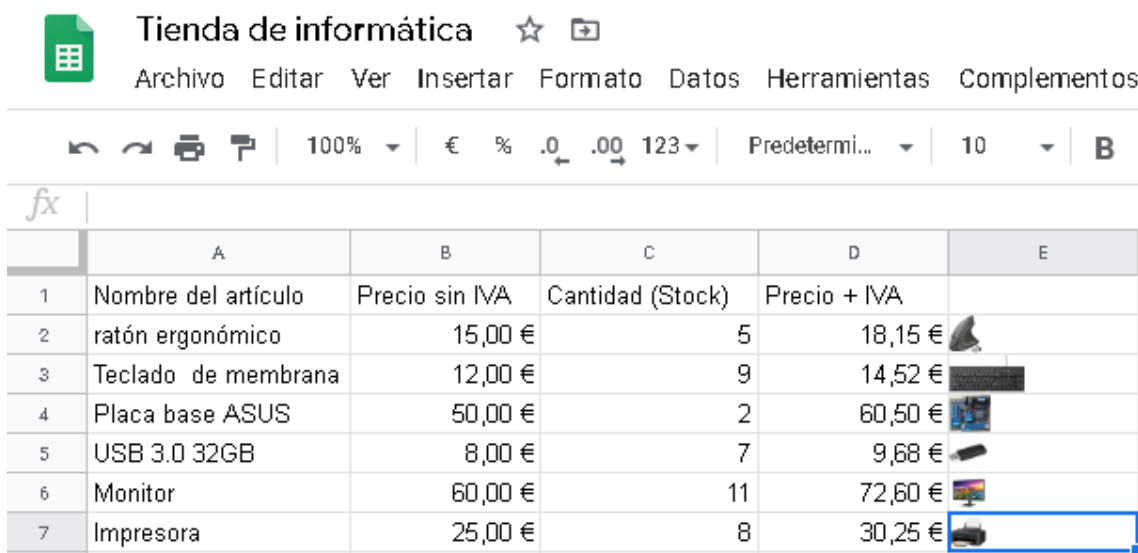 Tienda de informática
Archivo Editar Ver Insertar Formato Datos Herramientas Complementos
100% € % .0 .00 123 Predetermi... 10 B
fx
A B C D E
1 Nombre del artículo Precio sin IVA Cantidad (Stock) Precio + IVA
2 ratón ergonómico 15,00 € 5 18,15 €
3 Teclado de membrana 12,00 € 9 14,52 €
4 Placa base ASUS 50,00 € 2 60,50 €
5 USB 3.0 32GB 8,00 € 7 9,68 €
6 Monitor 60,00 € 11 72,60 €
7 Impresora 25,00 € 8 30,25 €